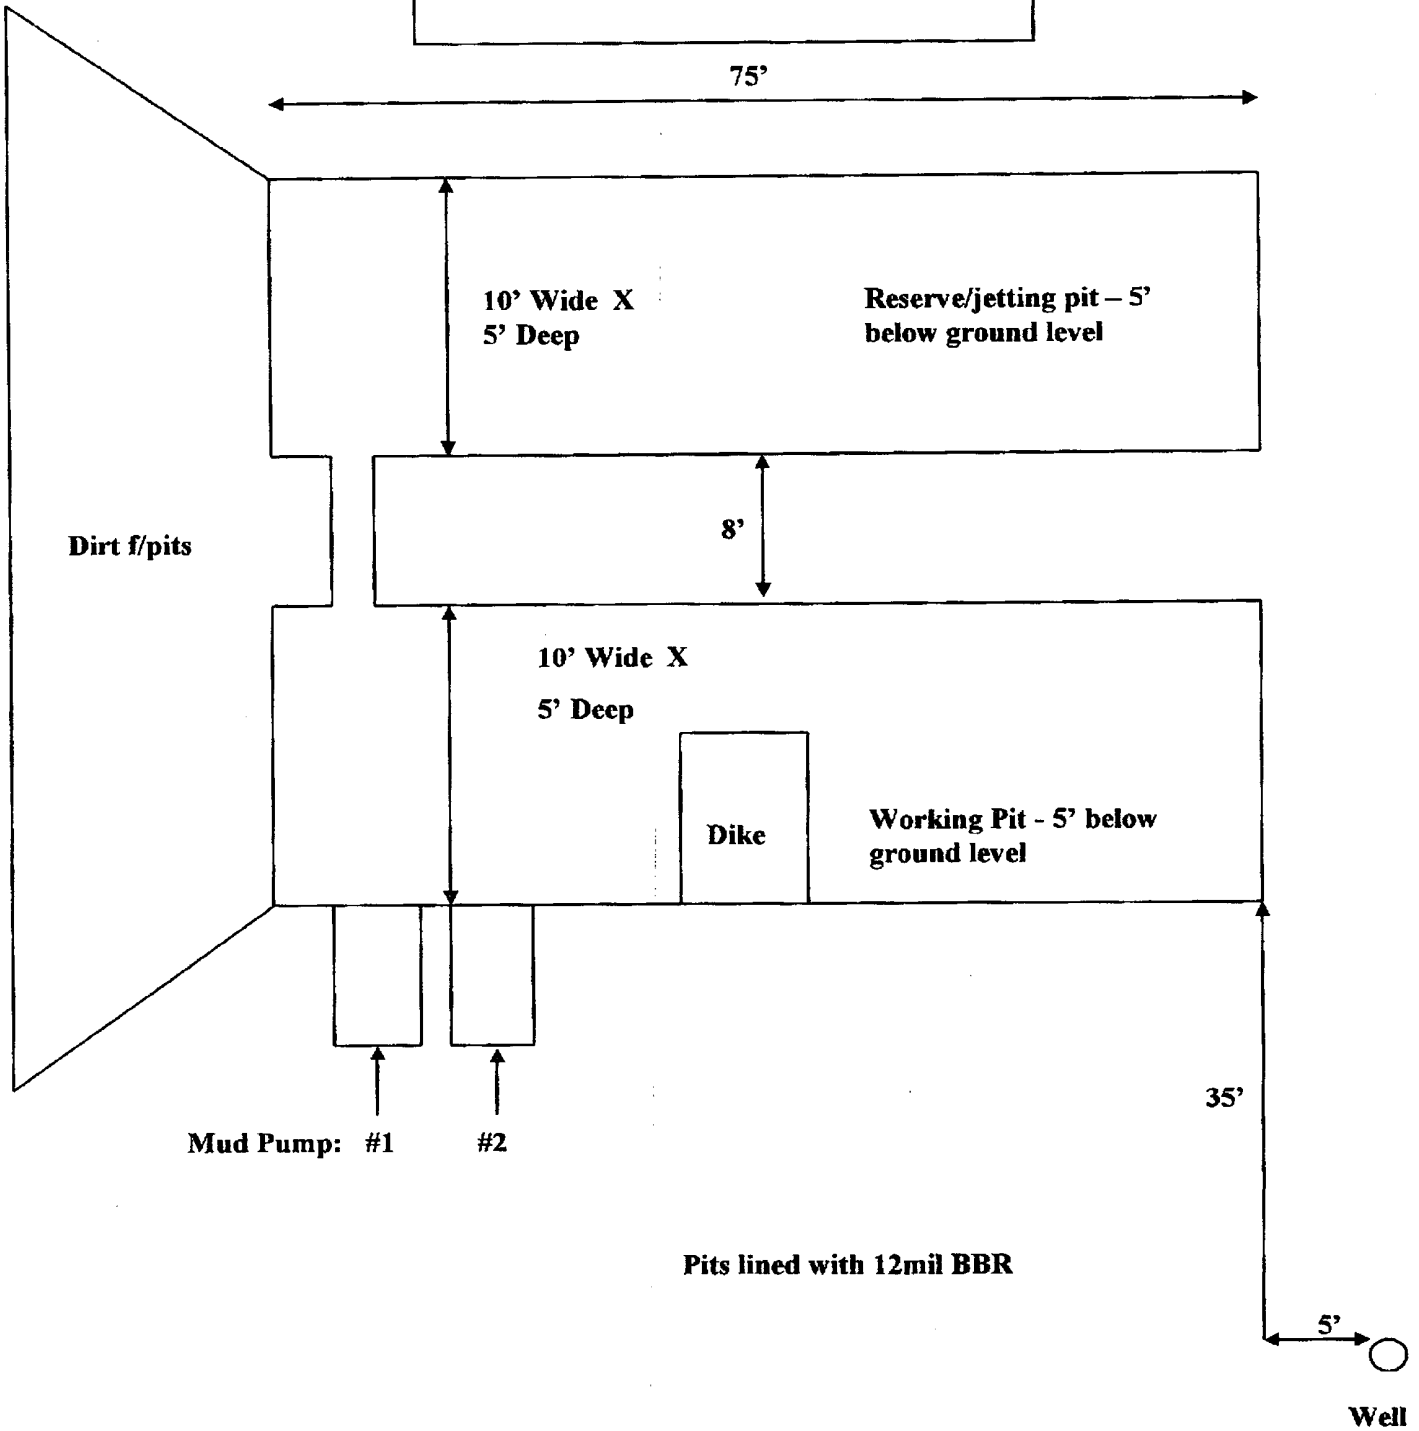 75’
10’ Wide X
5’ Deep
Reserve/jetting pit – 5’
below ground level
8’
Dirt f/pits
10’ Wide X
5’ Deep
Dike
Working Pit - 5’ below
ground level
35’
Mud Pump: #1 #2
Pits lined with 12mil BBR
5’
Well